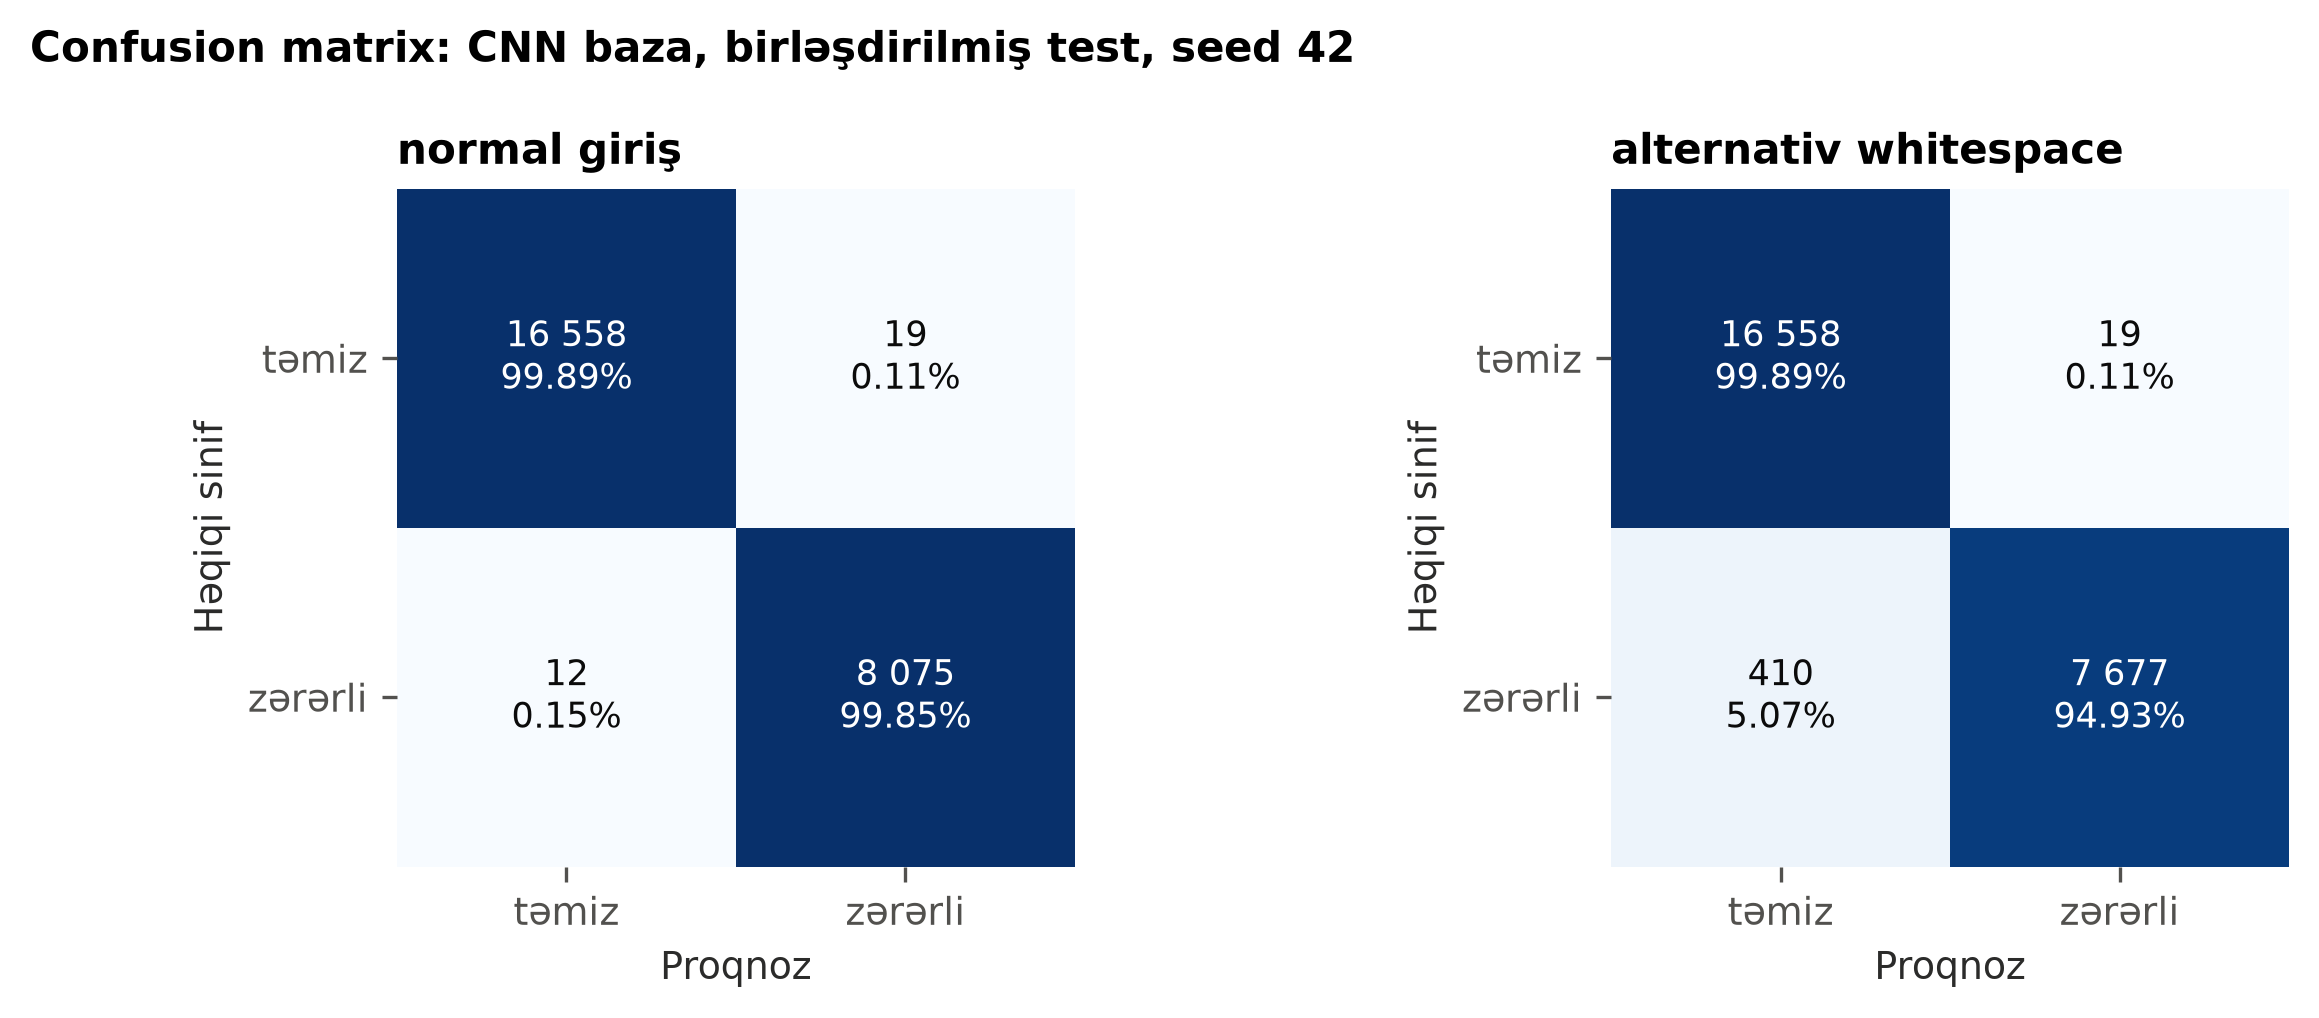 Confusion matrix: CNN baza, birləşdirilmiş test, seed 42
normal giriş
Həqiqi sinif
təmiz
16 558
99.89%
19
0.11%
zərərli
12
0.15%
8 075
99.85%
təmiz
zərərli
Proqnoz
alternativ whitespace
Həqiqi sinif
təmiz
16 558
99.89%
19
0.11%
zərərli
410
5.07%
7 677
94.93%
təmiz
zərərli
Proqnoz